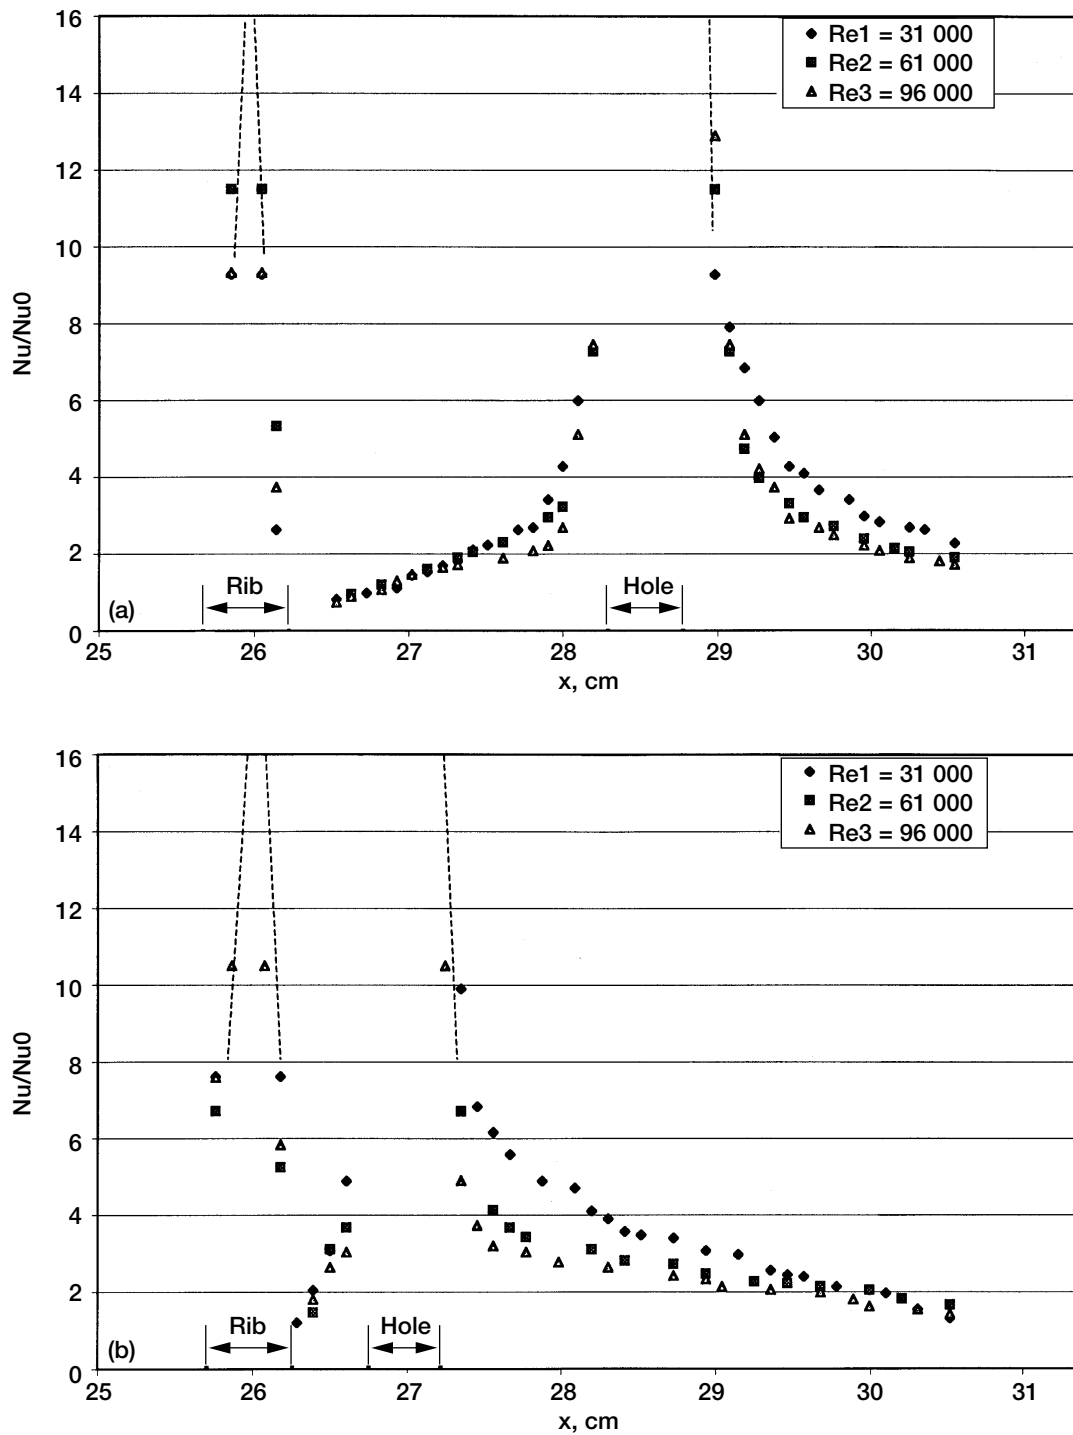 16
14
12
10
8
6
4
2
0
Nu/Nu0
Re1 = 31 000
Re2 = 61 000
Re3 = 96 000
Rib
Hole
(a)
25 26 27 28 29 30 31
x, cm
16
14
12
10
8
6
4
2
0
Nu/Nu0
Re1 = 31 000
Re2 = 61 000
Re3 = 96 000
Rib
Hole
(b)
25 26 27 28 29 30 31
x, cm